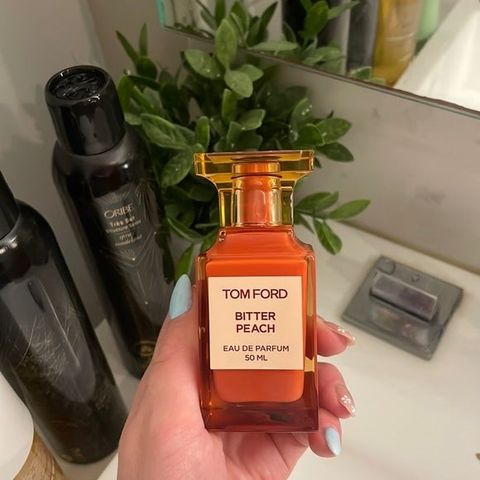 ORIBE
TOM FORD
BITTER
PEACH
EAU DE PARFUM
50 ML